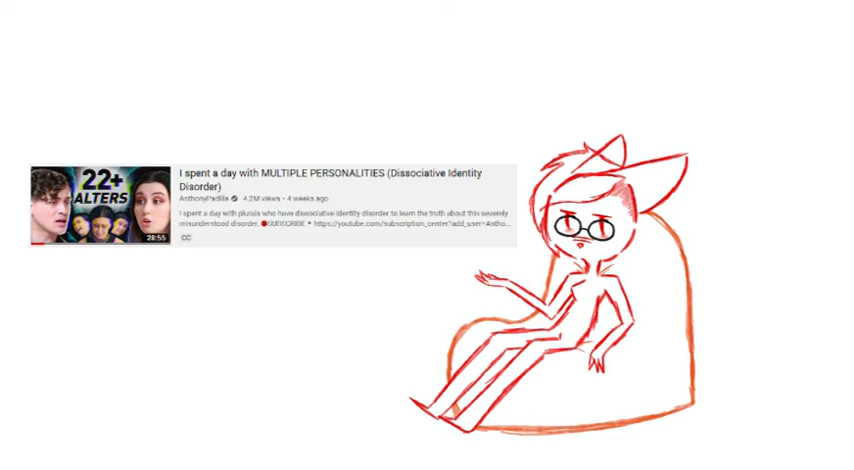 22+
ALTERS
28:55
I spent a day with MULTIPLE PERSONALITIES (Dissociative Identity
Disorder)
AnthonyPadilla 4.2M views • 4 weeks ago
I spent a day with plurals who have dissociative identity disorder to learn the truth about this severely
misunderstood disorder. 🔴SUBSCRIBE ‣ https://youtube.com/subscription_center?add_user=Antho...
CC